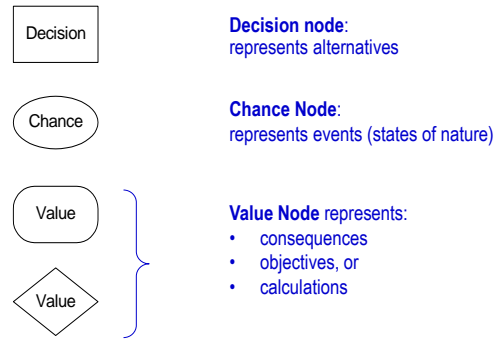 Decision
Decision node:
represents alternatives
Chance
Chance Node:
represents events (states of nature)
Value
Value Node represents:
• consequences
• objectives, or
• calculations
Value